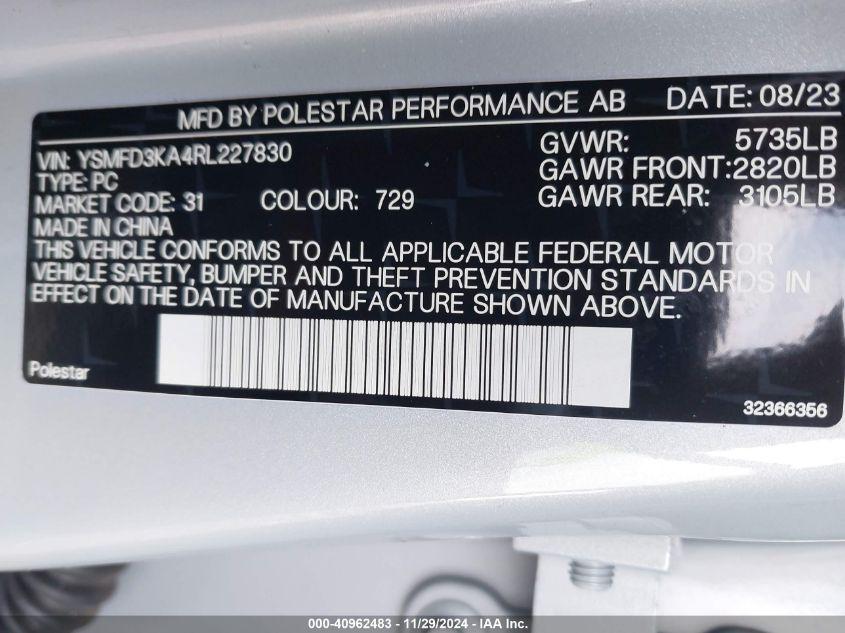 MFD BY POLESTAR PERFORMANCE AB DATE: 08/23
VIN: YSMFD3KA4RL227830 GVWR: 5735LB
TYPE: PC GAWR FRONT:2820LB
MARKET CODE: 31 COLOUR: 729 GAWR REAR: 3105LB
MADE IN CHINA
THIS VEHICLE CONFORMS TO ALL APPLICABLE FEDERAL MOTOR
VEHICLE SAFETY, BUMPER AND THEFT PREVENTION STANDARDS IN
EFFECT ON THE DATE OF MANUFACTURE SHOWN ABOVE.
Polestar
32366356
000-40962483 - 11/29/2024 - IAA Inc.